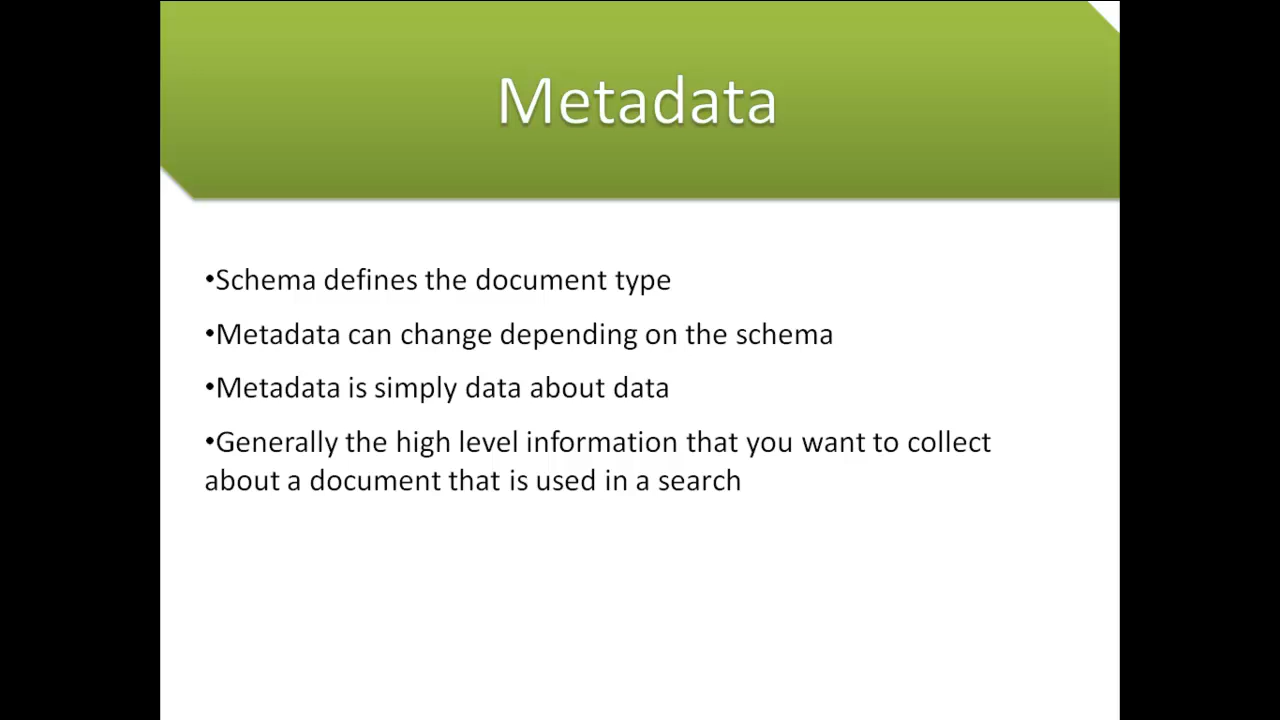 Metadata
•Schema defines the document type
•Metadata can change depending on the schema
•Metadata is simply data about data
•Generally the high level information that you want to collect
about a document that is used in a search